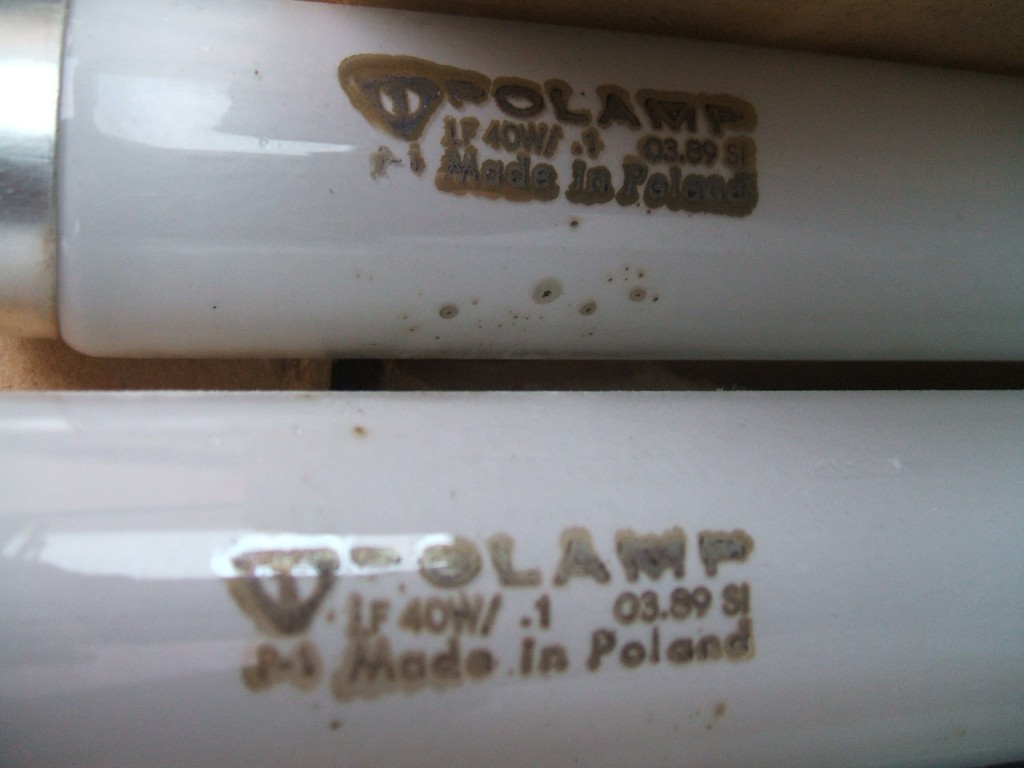 POLAMP
LF 40W/ .1 03.89 SI
P-1 Made in Poland
POLAMP
LF 40W/ .1 03.89 SI
P-1 Made in Poland